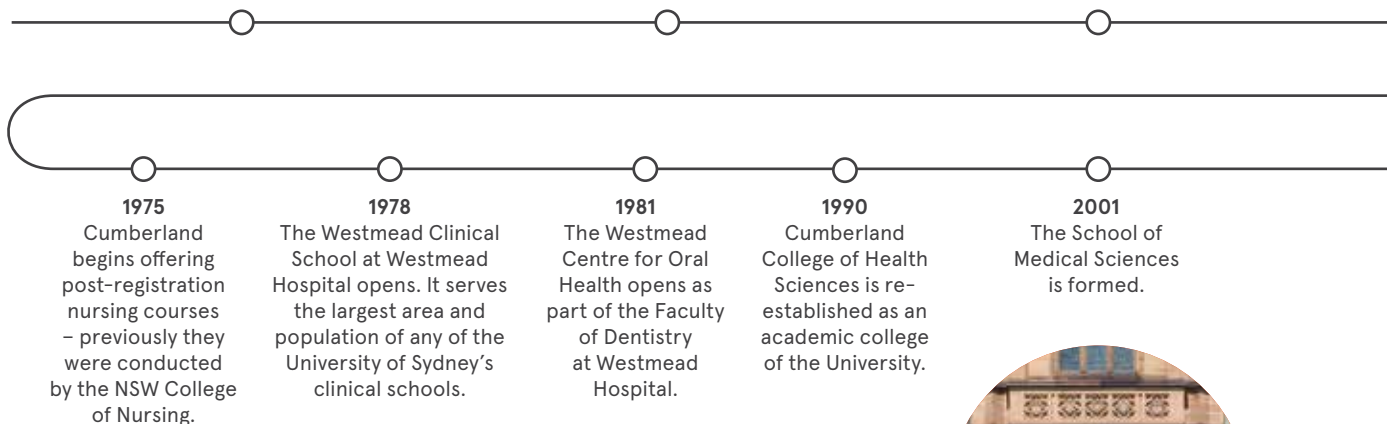 1975
Cumberland
begins offering
post-registration
nursing courses
– previously they
were conducted
by the NSW College
of Nursing.
1978
The Westmead Clinical
School at Westmead
Hospital opens. It serves
the largest area and
population of any of the
University of Sydney’s
clinical schools.
1981
The Westmead
Centre for Oral
Health opens as
part of the Faculty
of Dentistry
at Westmead
Hospital.
1990
Cumberland
College of Health
Sciences is re-
established as an
academic college
of the University.
2001
The School of
Medical Sciences
is formed.